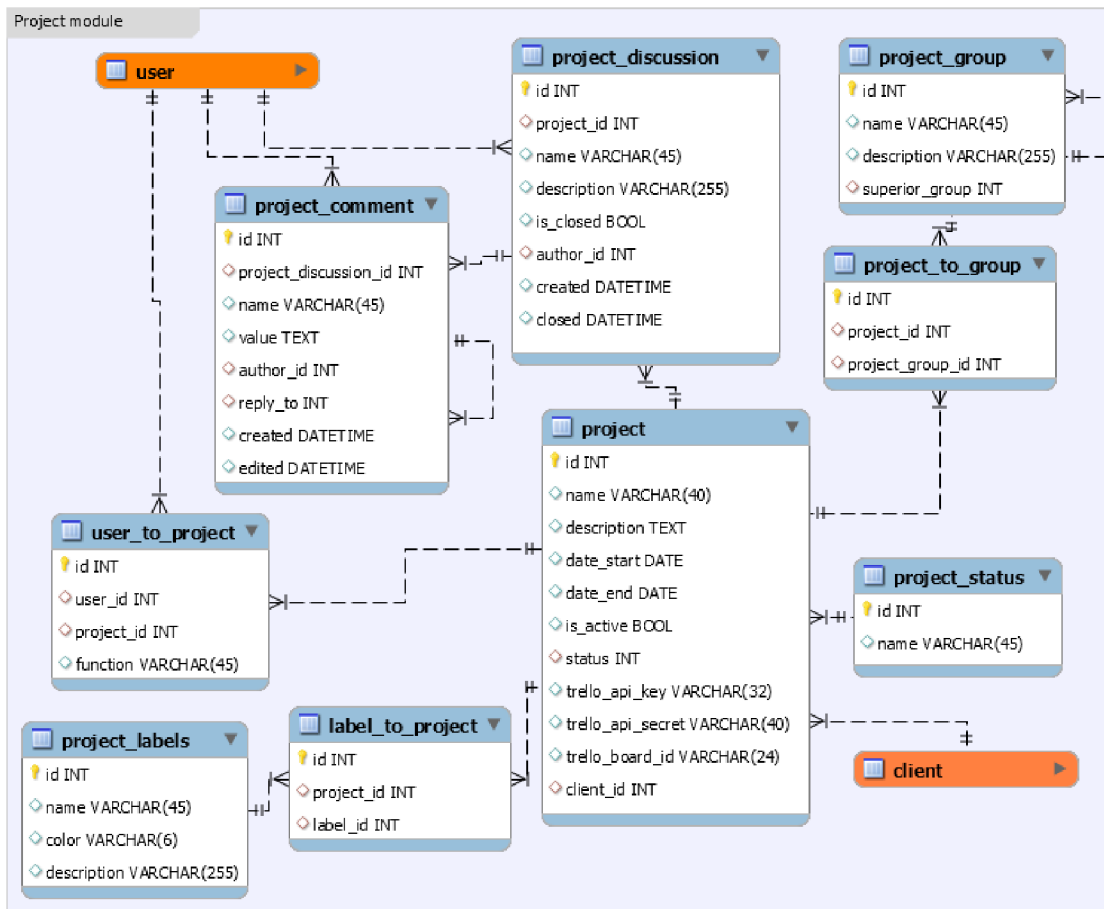 Project module
user
project_discussion
id INT
project_id INT
name VARCHAR(45)
description VARCHAR(255)
is_closed BOOL
author_id INT
created DATETIME
closed DATETIME
project_group
id INT
name VARCHAR(45)
description VARCHAR(255)
superior_group INT
project_comment
id INT
project_discussion_id INT
name VARCHAR(45)
value TEXT
author_id INT
reply_to INT
created DATETIME
edited DATETIME
project_to_group
id INT
project_id INT
project_group_id INT
project
id INT
name VARCHAR(40)
description TEXT
date_start DATE
date_end DATE
is_active BOOL
status INT
trello_api_key VARCHAR(32)
trello_api_secret VARCHAR(40)
trello_board_id VARCHAR(24)
client_id INT
user_to_project
id INT
user_id INT
project_id INT
function VARCHAR(45)
project_status
id INT
name VARCHAR(45)
project_labels
id INT
name VARCHAR(45)
color VARCHAR(6)
description VARCHAR(255)
label_to_project
id INT
project_id INT
label_id INT
client